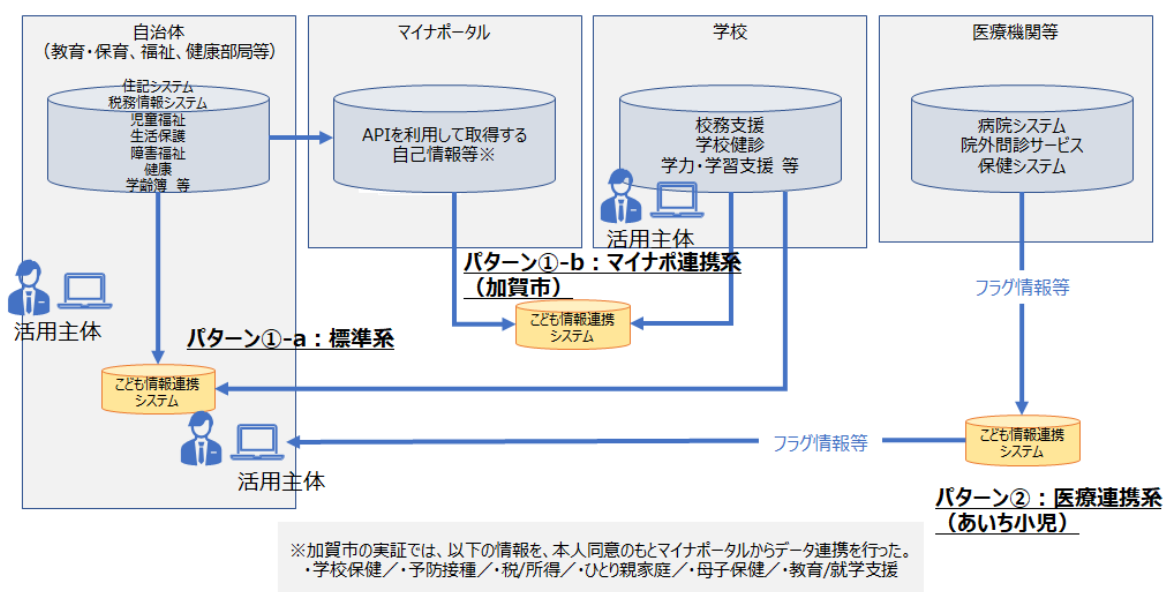 自治体
（教育・保育、福祉、健康部局等）
住記システム
税務情報システム
児童福祉
生活保護
障害福祉
健康
学齢簿 等
マイナポータル
APIを利用して取得する
自己情報等※
学校
校務支援
学校健診
学力・学習支援 等
活用主体
医療機関等
病院システム
院外問診サービス
保健システム
パターン①-b：マイナポ連携系
（加賀市）
こども情報連携
システム
フラグ情報等
活用主体
パターン①-a：標準系
こども情報連携
システム
活用主体
フラグ情報等
こども情報連携
システム
パターン②：医療連携系
（あいち小児）
※加賀市の実証では、以下の情報を、本人同意のもとマイナポータルからデータ連携を行った。
・学校保健／・予防接種／・税/所得／・ひとり親家庭／・母子保健／・教育/就学支援